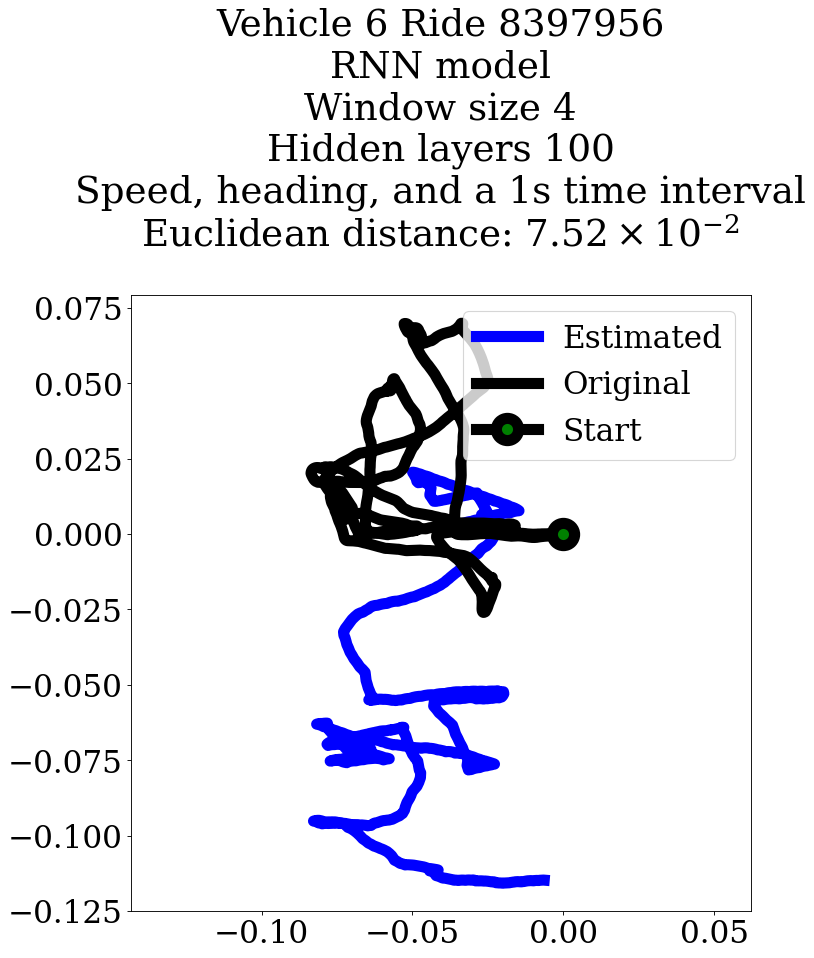 Vehicle 6 Ride 8397956
RNN model
Window size 4
Hidden layers 100
Speed, heading, and a 1s time interval
Euclidean distance: 7.52 × 10⁻²
0.075
0.050
0.025
0.000
−0.025
−0.050
−0.075
−0.100
−0.125
Estimated
Original
Start
−0.10
−0.05
0.00
0.05